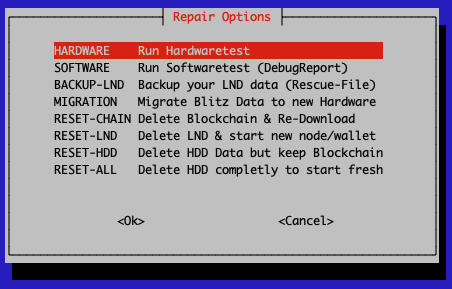 Repair Options
HARDWARE Run Hardwaretest
SOFTWARE Run Softwaretest (DebugReport)
BACKUP-LND Backup your LND data (Rescue-File)
MIGRATION Migrate Blitz Data to new Hardware
RESET-CHAIN Delete Blockchain & Re-Download
RESET-LND Delete LND & start new node/wallet
RESET-HDD Delete HDD Data but keep Blockchain
RESET-ALL Delete HDD completly to start fresh
<Ok> <Cancel>